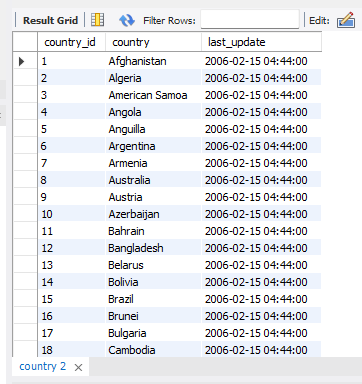 Result Grid Filter Rows: Edit:
country_id country last_update
1 Afghanistan 2006-02-15 04:44:00
2 Algeria 2006-02-15 04:44:00
3 American Samoa 2006-02-15 04:44:00
4 Angola 2006-02-15 04:44:00
5 Anguilla 2006-02-15 04:44:00
6 Argentina 2006-02-15 04:44:00
7 Armenia 2006-02-15 04:44:00
8 Australia 2006-02-15 04:44:00
9 Austria 2006-02-15 04:44:00
10 Azerbaijan 2006-02-15 04:44:00
11 Bahrain 2006-02-15 04:44:00
12 Bangladesh 2006-02-15 04:44:00
13 Belarus 2006-02-15 04:44:00
14 Bolivia 2006-02-15 04:44:00
15 Brazil 2006-02-15 04:44:00
16 Brunei 2006-02-15 04:44:00
17 Bulgaria 2006-02-15 04:44:00
18 Cambodia 2006-02-15 04:44:00
country 2